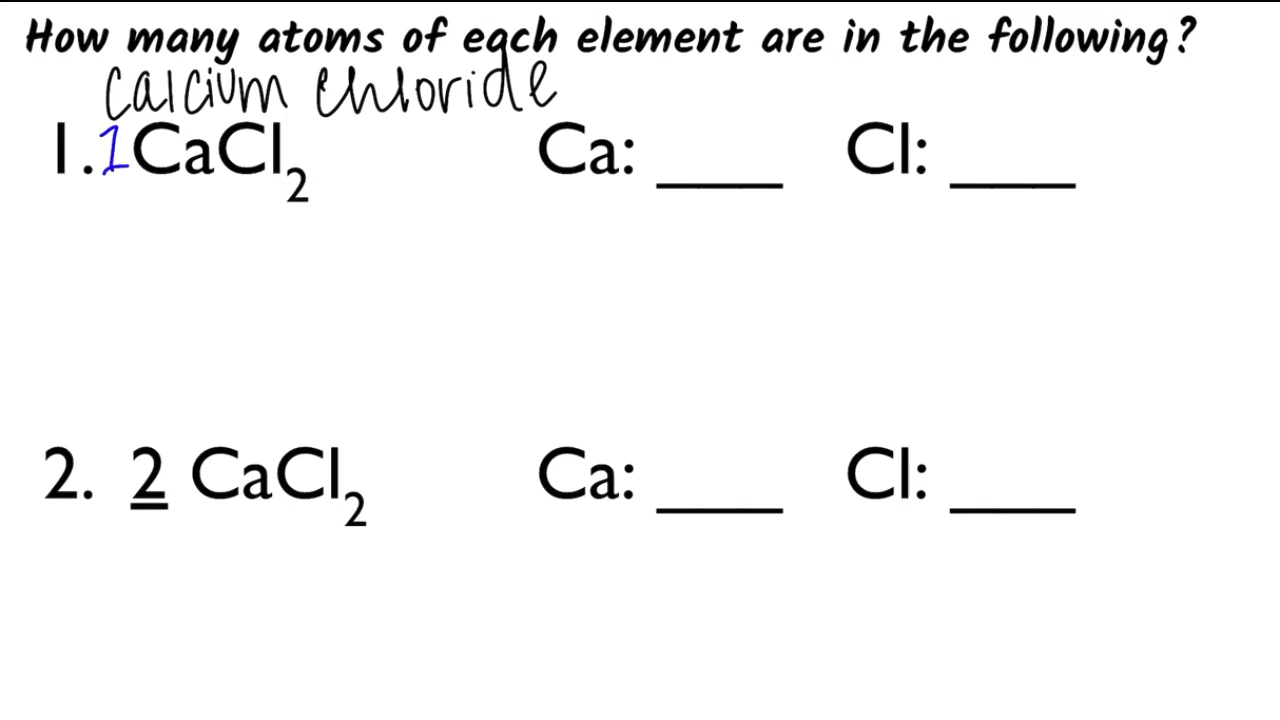 How many atoms of each element are in the following?
Calcium Chloride
1. 1CaCl₂ Ca: ____ Cl: ____
2. 2 CaCl₂ Ca: ____ Cl: ____